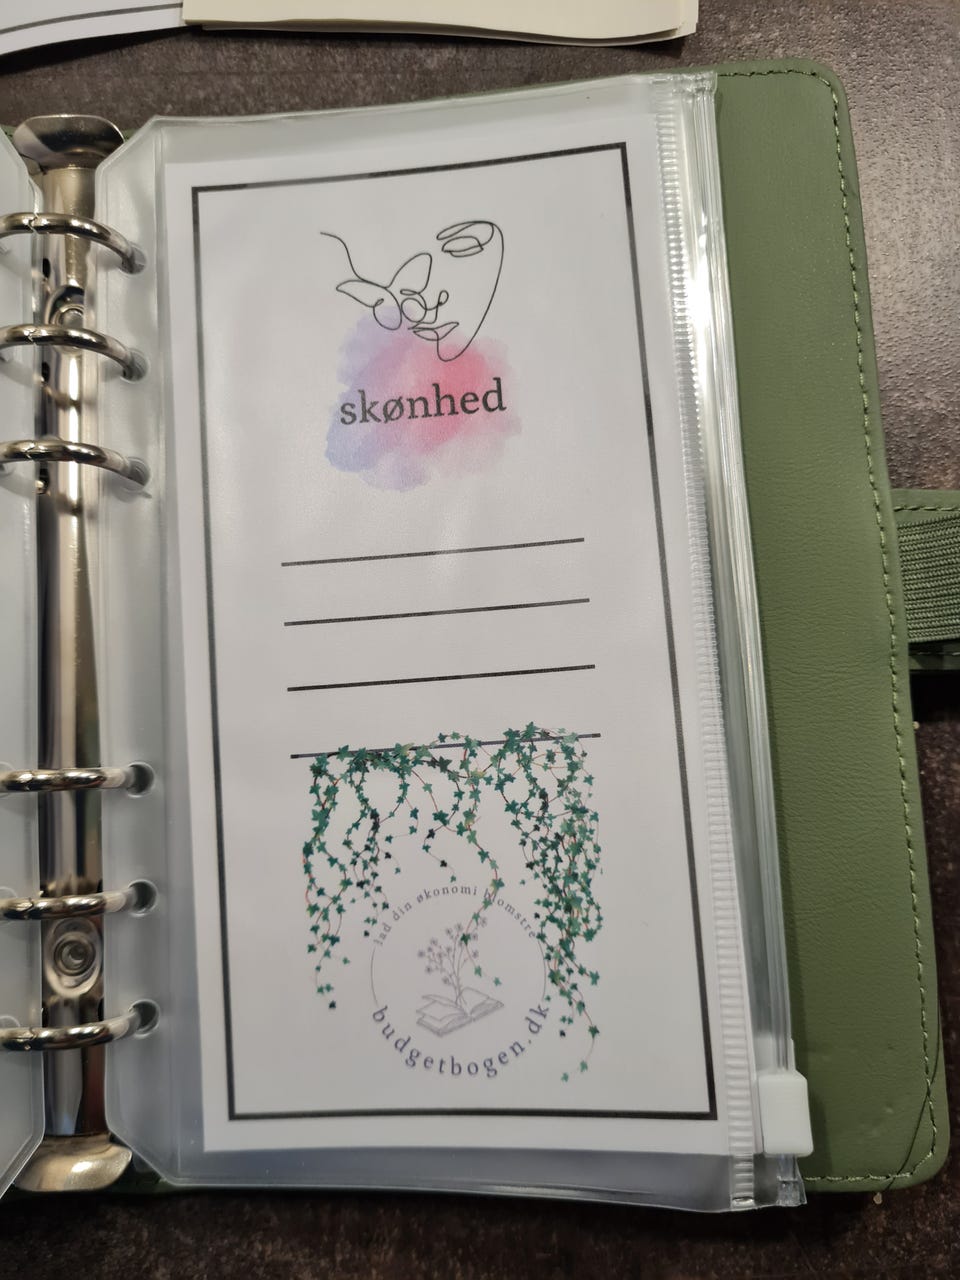 skønhed
lad din økonomi blomstre
budgetbogen.dk